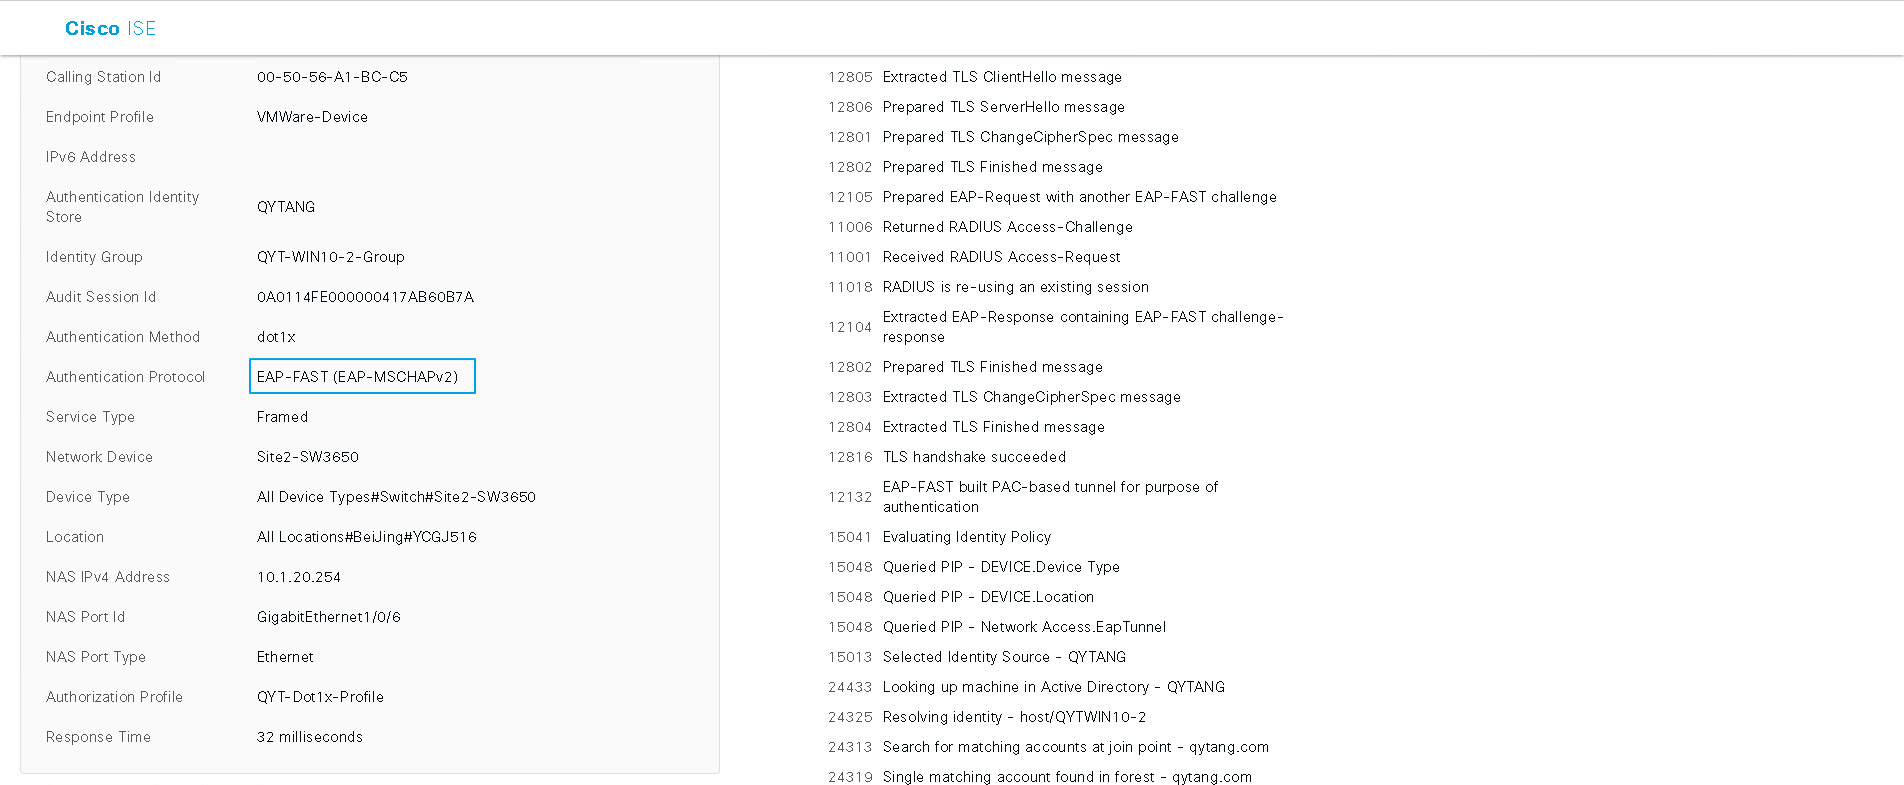 Cisco ISE
Calling Station Id 00-50-56-A1-BC-C5
Endpoint Profile VMWare-Device
IPv6 Address
Authentication Identity
Store
QYTANG
Identity Group QYT-WIN10-2-Group
Audit Session Id 0A0114FE000000417AB60B7A
Authentication Method dot1x
Authentication Protocol EAP-FAST (EAP-MSCHAPv2)
Service Type Framed
Network Device Site2-SW3650
Device Type All Device Types#Switch#Site2-SW3650
Location All Locations#BeiJing#YCGJ516
NAS IPv4 Address 10.1.20.254
NAS Port Id GigabitEthernet1/0/6
NAS Port Type Ethernet
Authorization Profile QYT-Dot1x-Profile
Response Time 32 milliseconds
12805 Extracted TLS ClientHello message
12806 Prepared TLS ServerHello message
12801 Prepared TLS ChangeCipherSpec message
12802 Prepared TLS Finished message
12105 Prepared EAP-Request with another EAP-FAST challenge
11006 Returned RADIUS Access-Challenge
11001 Received RADIUS Access-Request
11018 RADIUS is re-using an existing session
12104 Extracted EAP-Response containing EAP-FAST challenge-
response
12802 Prepared TLS Finished message
12803 Extracted TLS ChangeCipherSpec message
12804 Extracted TLS Finished message
12816 TLS handshake succeeded
12132 EAP-FAST built PAC-based tunnel for purpose of
authentication
15041 Evaluating Identity Policy
15048 Queried PIP - DEVICE.Device Type
15048 Queried PIP - DEVICE.Location
15048 Queried PIP - Network Access.EapTunnel
15013 Selected Identity Source - QYTANG
24433 Looking up machine in Active Directory - QYTANG
24325 Resolving identity - host/QYTWIN10-2
24313 Search for matching accounts at join point - qytang.com
24319 Single matching account found in forest - qytang.com